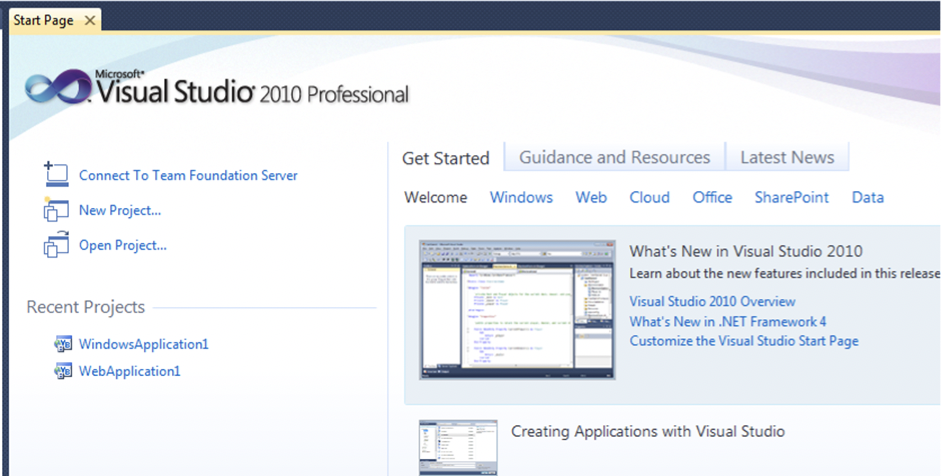 Start Page
Microsoft®
Visual Studio® 2010 Professional
Connect To Team Foundation Server
New Project...
Open Project...
Recent Projects
WindowsApplication1
WebApplication1
Get Started
Guidance and Resources
Latest News
Welcome Windows Web Cloud Office SharePoint Data
What's New in Visual Studio 2010
Learn about the new features included in this release
Visual Studio 2010 Overview
What's New in .NET Framework 4
Customize the Visual Studio Start Page
Creating Applications with Visual Studio